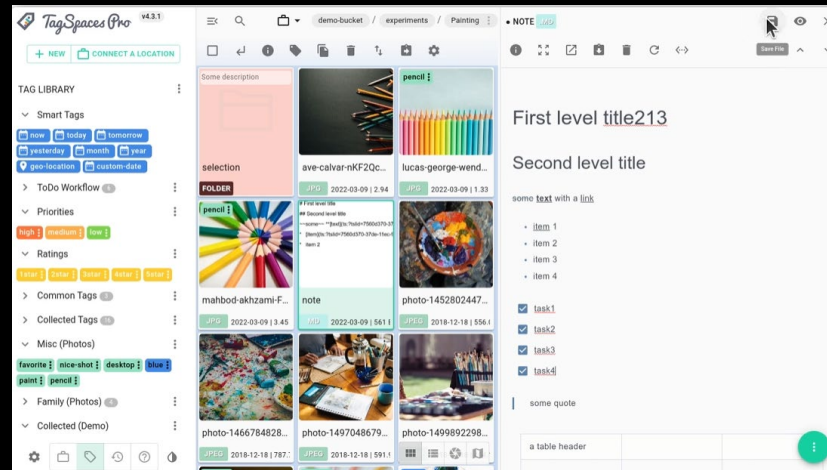 TagSpaces Pro v4.3.1
+ NEW CONNECT A LOCATION
TAG LIBRARY
Smart Tags
now today tomorrow
yesterday month year
geo-location custom-date
ToDo Workflow
Priorities
high medium low
Ratings
1star 2star 3star 4star 5star
Common Tags
Collected Tags
Misc (Photos)
favorite nice-shot desktop blue
paint pencil
Family (Photos)
Collected (Demo)
demo-bucket / experiments / Painting
Some description
selection
FOLDER
ave-calvar-nKF2Qc...
JPG 2022-03-09 | 2.94
pencil
lucas-george-wend...
JPG 2022-03-09 | 1.33
pencil
mahbod-akhzami-F...
JPG 2022-03-09 | 3.45
# First level title
## Second level title
* item 2
note
MD 2022-03-09 | 561
photo-1452802447...
JPEG 2018-12-18 | 556.
photo-1466784828...
JPEG 2018-12-18 | 787.
photo-1497048679...
JPEG 2018-12-18 | 591.
photo-1499892298...
JPEG
NOTE MD
Save File
First level title213
Second level title
some text with a link
item 1
item 2
item 3
item 4
task1
task2
task3
task4
some quote
a table header